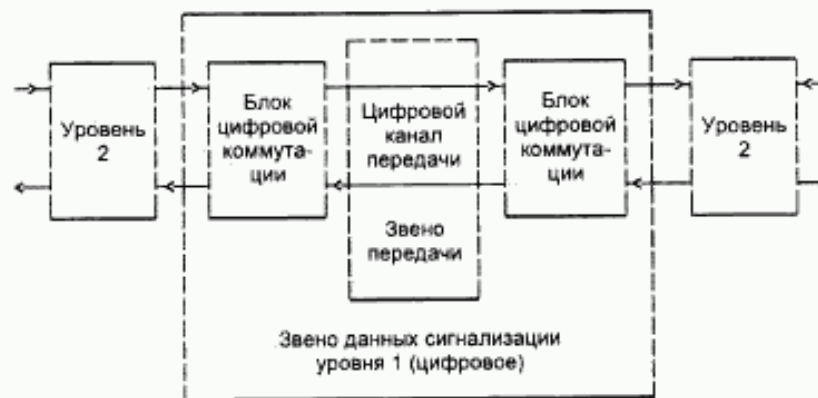 Уровень
2
Блок
цифровой
коммута-
ции
Цифровой
канал
передачи
Звено
передачи
Блок
цифровой
коммута-
ции
Уровень
2
Звено данных сигнализации
уровня 1 (цифровое)